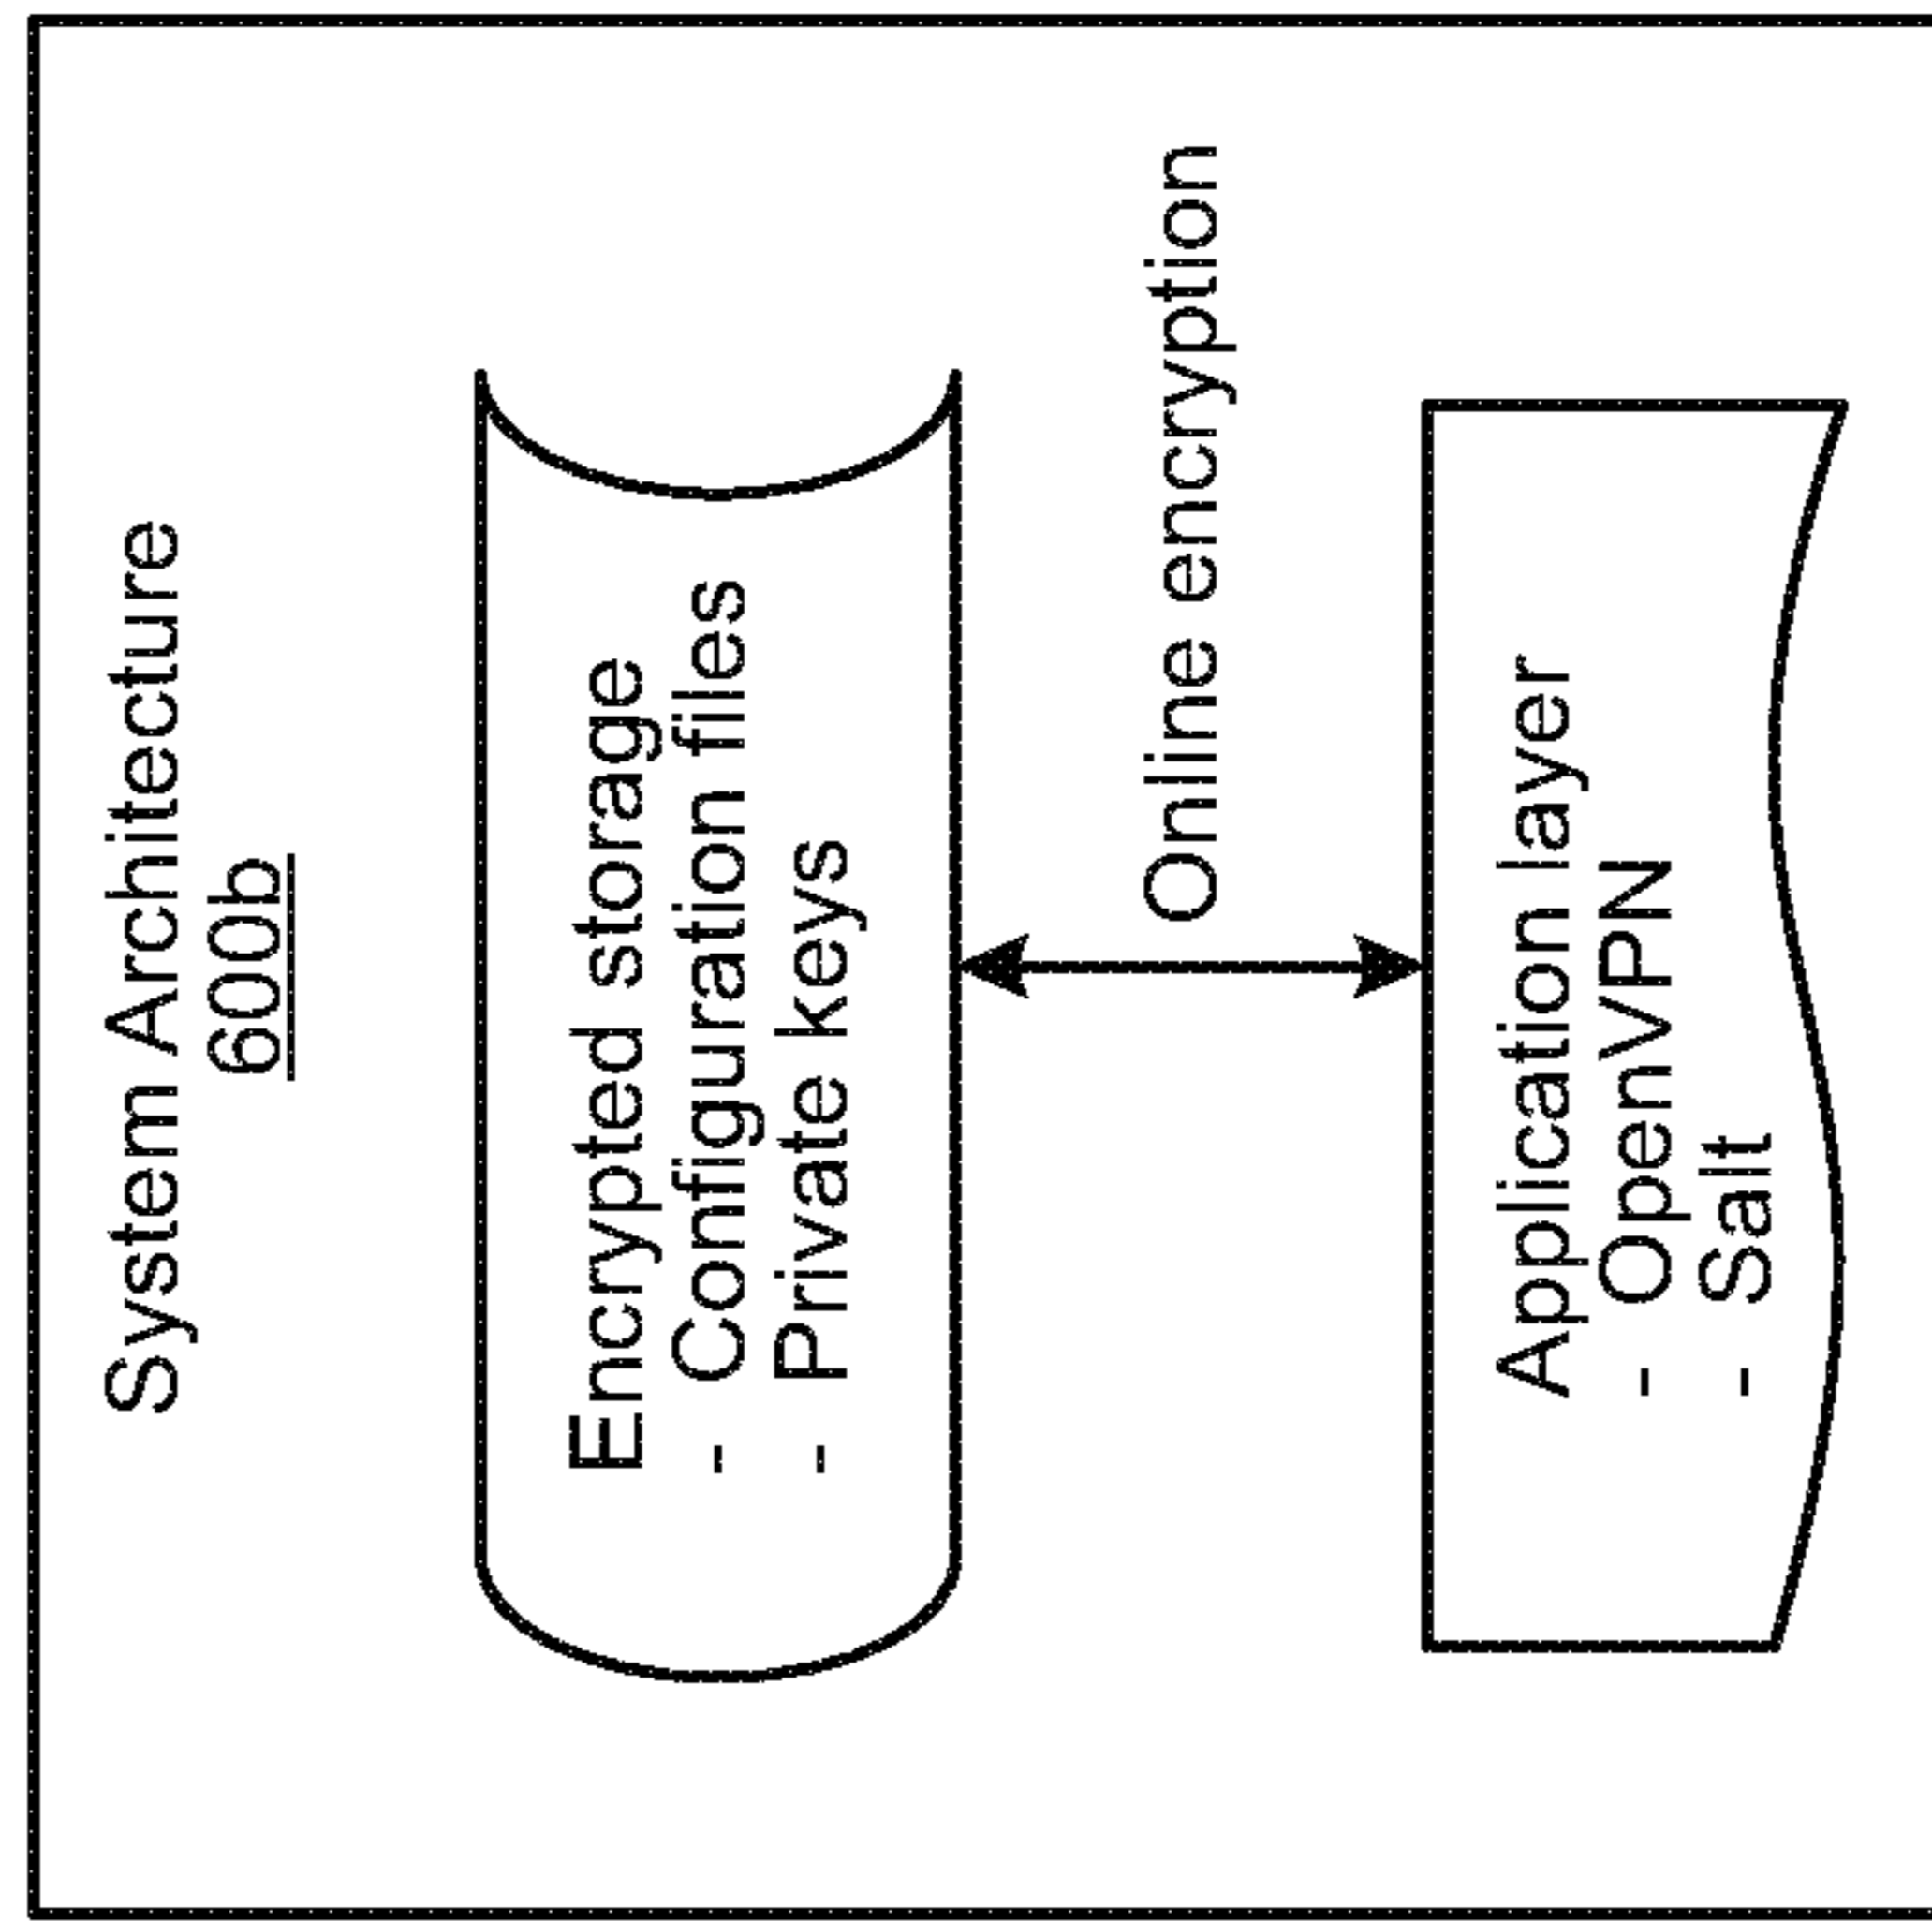 System Architecture
600b
Encrypted storage
- Configuration files
- Private keys
Online encryption
Application layer
- OpenVPN
- Salt